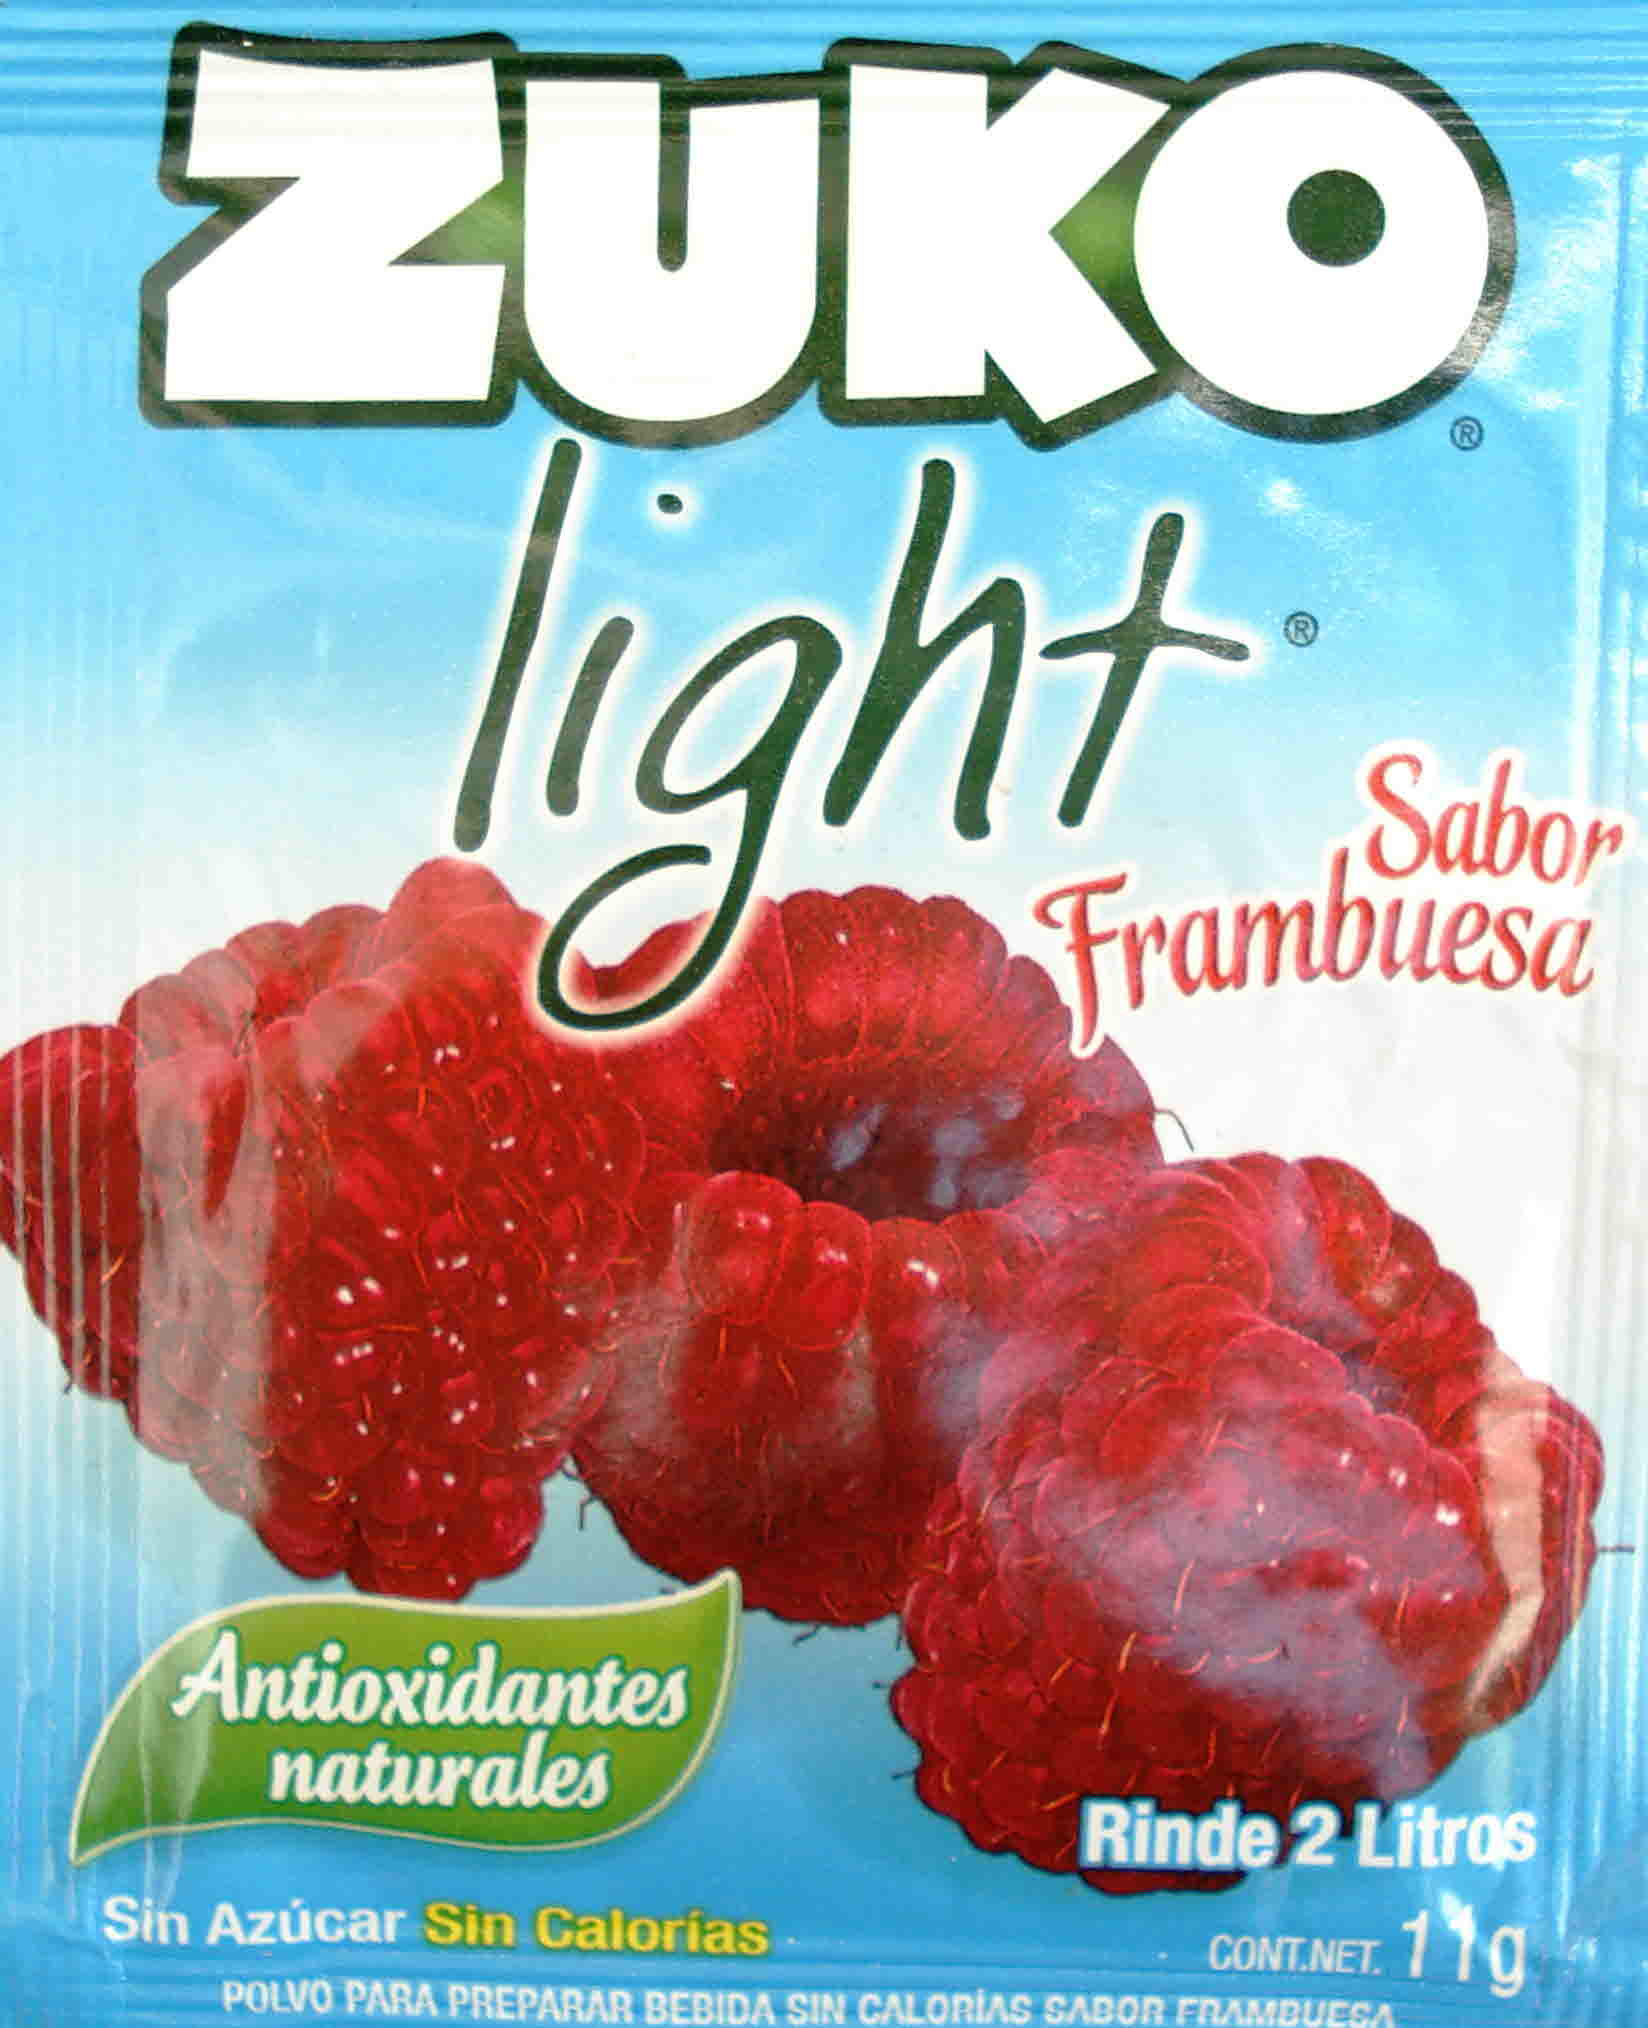 ZUKO
®
light
®
Sabor
Frambuesa
Antioxidantes
naturales
Rinde 2 Litros
Sin Azúcar Sin Calorías
CONT.NET. 11g
POLVO PARA PREPARAR BEBIDA SIN CALORÍAS SABOR FRAMBUESA